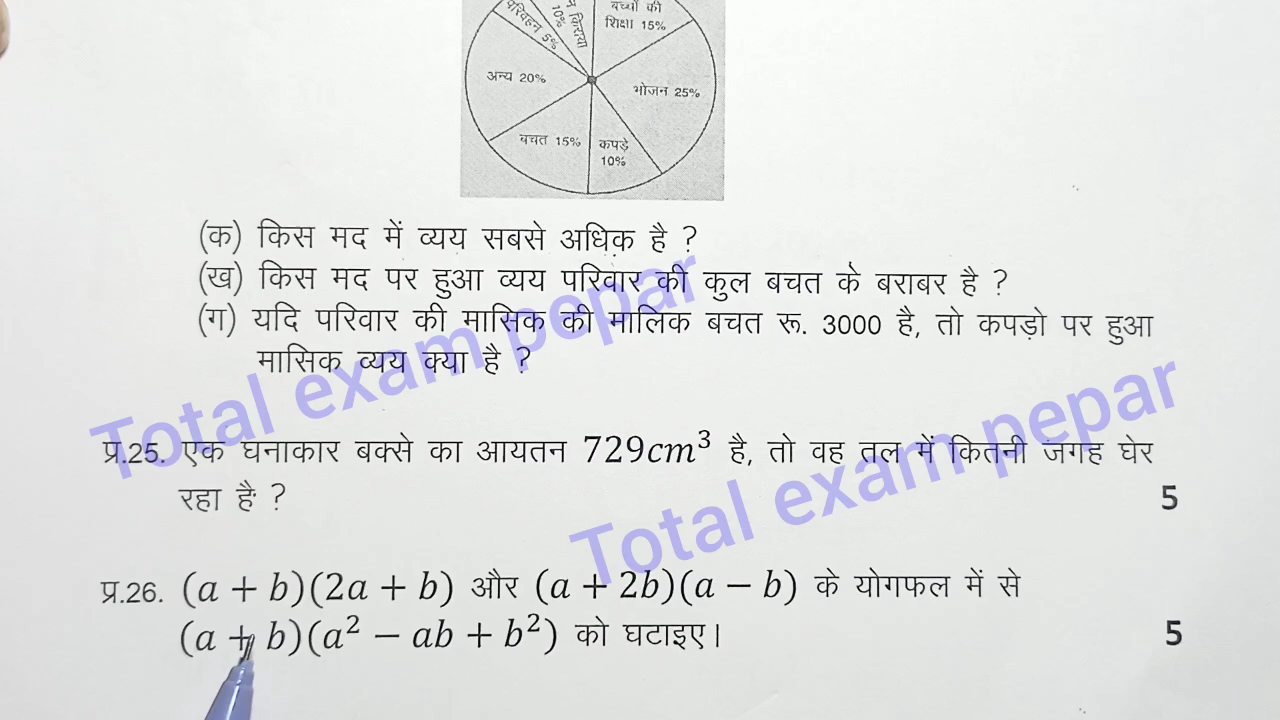 बच्चों की
शिक्षा 15%
किराया
10%
परिवहन 5%
अन्य 20%
भोजन 25%
बचत 15%
कपड़े
10%
(क) किस मद में व्यय सबसे अधिक है ?
(ख) किस मद पर हुआ व्यय परिवार की कुल बचत के बराबर है ?
(ग) यदि परिवार की मासिक की मालिक बचत रू. 3000 है, तो कपड़ो पर हुआ
मासिक व्यय क्या है ?
प्र.25. एक घनाकार बक्से का आयतन 729cm³ है, तो वह तल में कितनी जगह घेर
रहा है ? 5
प्र.26. (a + b)(2a + b) और (a + 2b)(a − b) के योगफल में से
(a + b)(a² − ab + b²) को घटाइए। 5
Total exam pepar
Total exam pepar